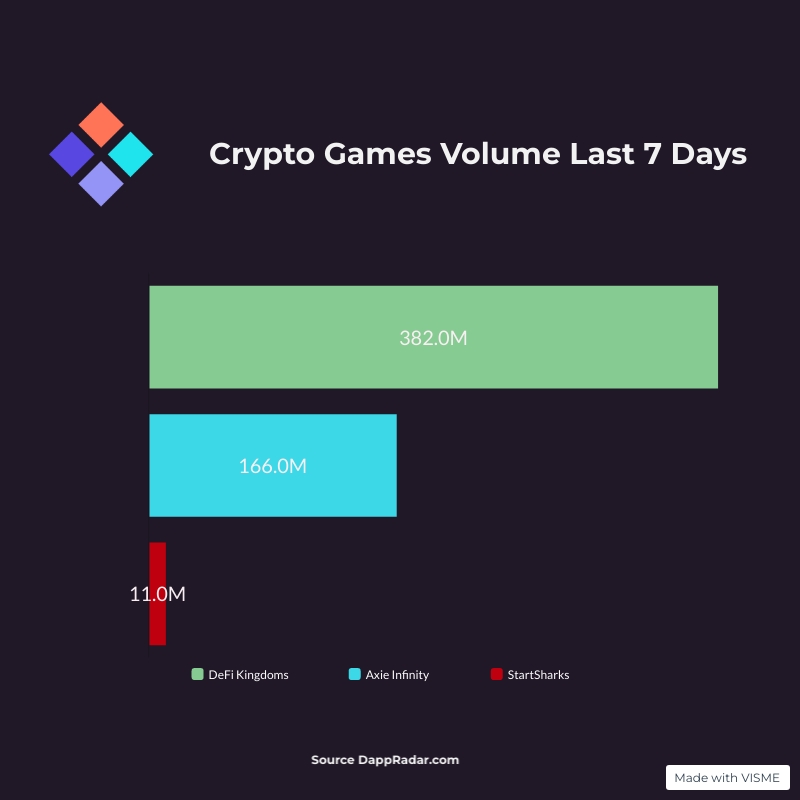 Crypto Games Volume Last 7 Days
382.0M
166.0M
11.0M
DeFi Kingdoms
Axie Infinity
StartSharks
Source DappRadar.com
Made with VISME